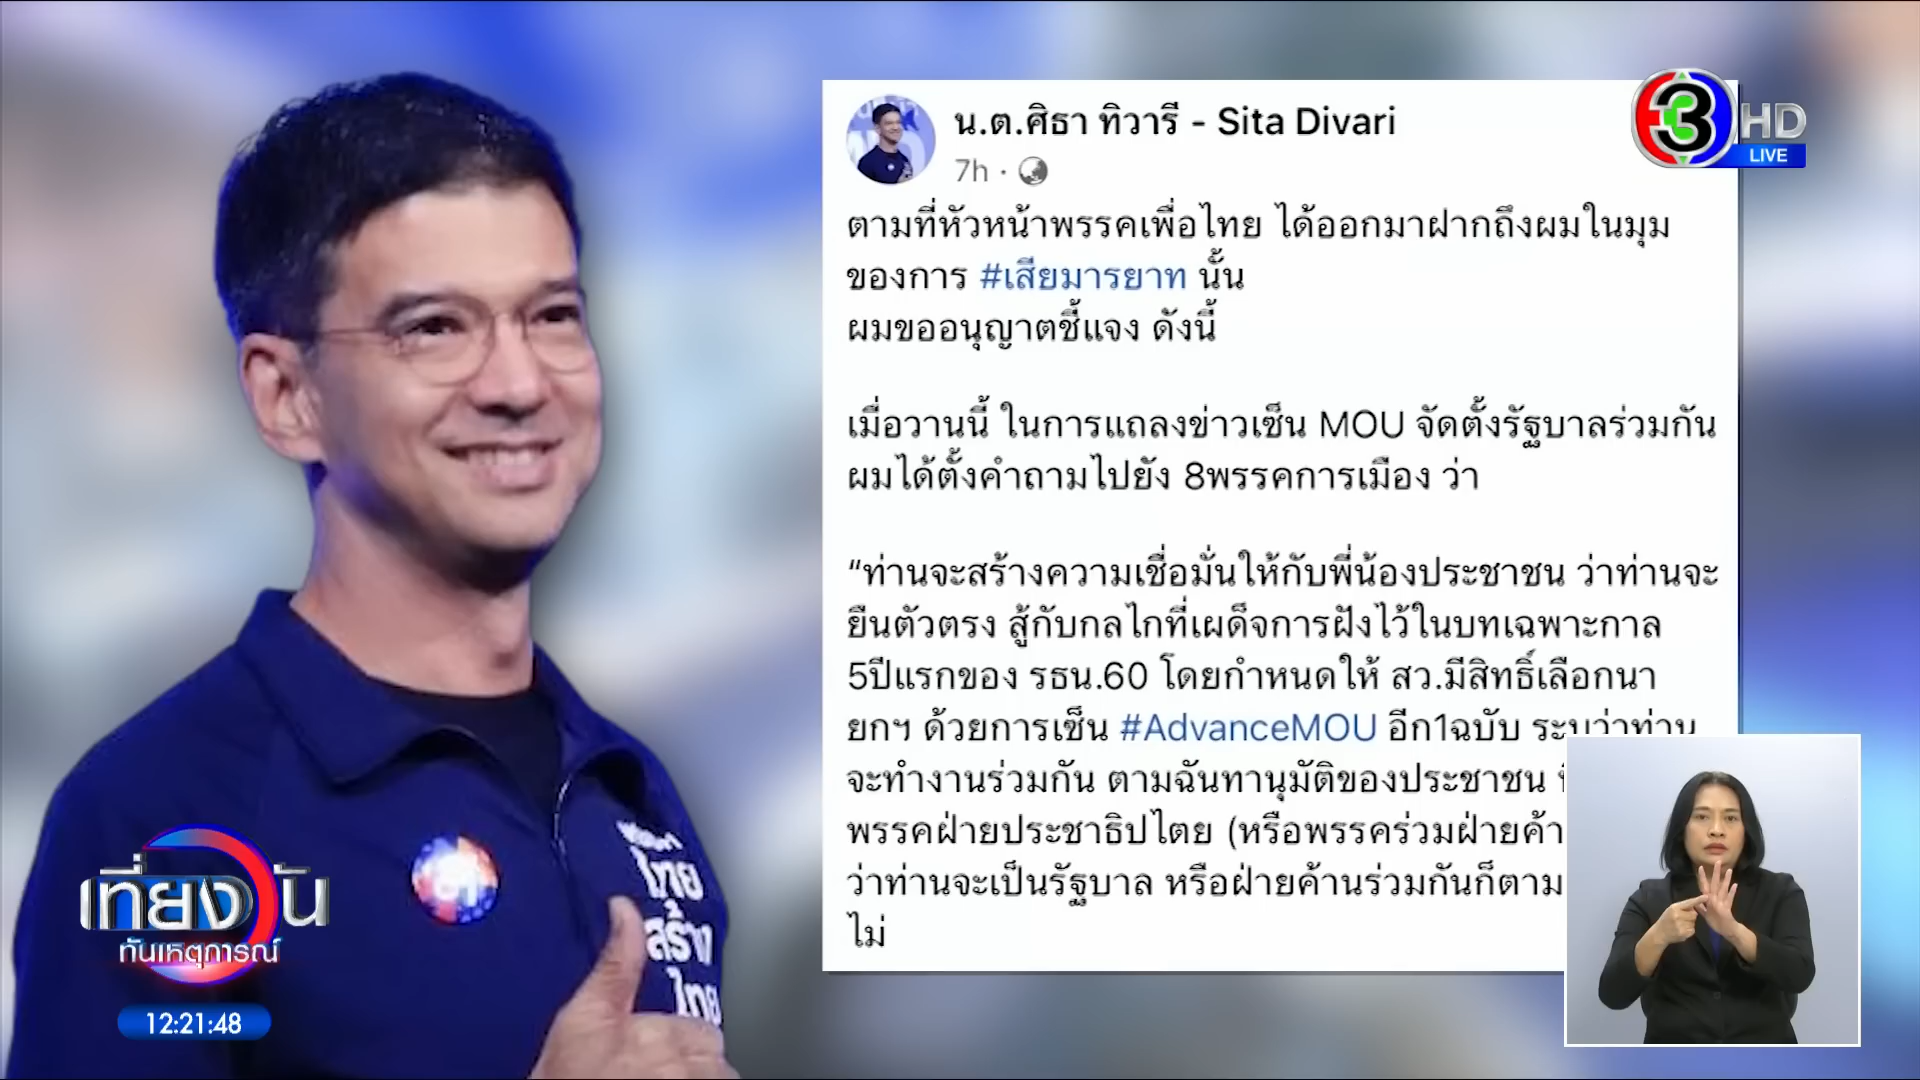 น.ต.ศิธา ทิวารี - Sita Divari
7h
ตามที่หัวหน้าพรรคเพื่อไทย ได้ออกมาฝากถึงผมในมุม
ของการ #เสียมารยาท นั้น
ผมขออนุญาตชี้แจง ดังนี้
เมื่อวานนี้ ในการแถลงข่าวเซ็น MOU จัดตั้งรัฐบาลร่วมกัน
ผมได้ตั้งคำถามไปยัง 8พรรคการเมือง ว่า
“ท่านจะสร้างความเชื่อมั่นให้กับพี่น้องประชาชน ว่าท่านจะ
ยืนตัวตรง สู้กับกลไกที่เผด็จการฝังไว้ในบทเฉพาะกาล
5ปีแรกของ รธน.60 โดยกำหนดให้ สว.มีสิทธิ์เลือกนา
ยกฯ ด้วยการเซ็น #AdvanceMOU อีก1ฉบับ ระบุว่าท่าน
จะทำงานร่วมกัน ตามฉันทานุมัติของประชาชน
พรรคฝ่ายประชาธิปไตย (หรือพรรคร่วมฝ่ายค้า
ว่าท่านจะเป็นรัฐบาล หรือฝ่ายค้านร่วมกันก็ตาม
ไม่
3 HD
LIVE
ไทย
สร้าง
ไทย
เที่ยงวัน
ทันเหตุการณ์
12:21:48